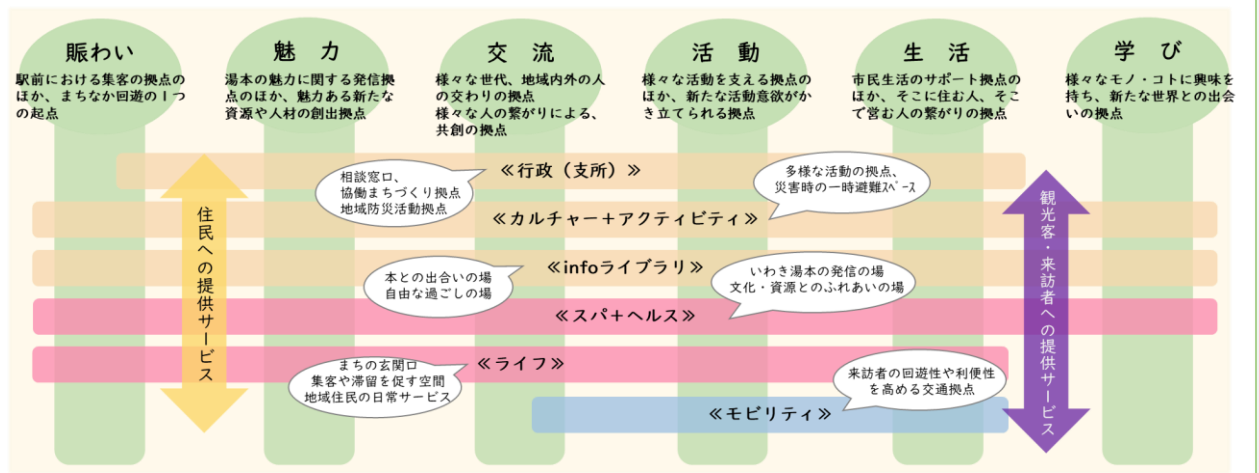 賑わい
駅前における集客の拠点の
ほか、まちなか回遊の1つ
の起点
魅 力
湯本の魅力に関する発信拠
点のほか、魅力ある新たな
資源や人材の創出拠点
交 流
様々な世代、地域内外の人
の交わりの拠点
様々な人の繋がりによる、
共創の拠点
活 動
様々な活動を支える拠点の
ほか、新たな活動意欲がか
き立てられる拠点
生 活
市民生活のサポート拠点の
ほか、そこに住む人、そこ
で営む人の繋がりの拠点
学 び
様々なモノ・コトに興味を
持ち、新たな世界との出会
いの拠点
≪行政（支所）≫
相談窓口、
協働まちづくり拠点
地域防災活動拠点
多様な活動の拠点、
災害時の一時避難スペース
≪カルチャー+アクティビティ≫
≪infoライブラリ≫
本との出合いの場
自由な過ごしの場
いわき湯本の発信の場
文化・資源とのふれあいの場
≪スパ+ヘルス≫
≪ライフ≫
まちの玄関口
集客や滞留を促す空間
地域住民の日常サービス
来訪者の回遊性や利便性
を高める交通拠点
≪モビリティ≫
住民への提供サービス
観光客・来訪者への提供サービス